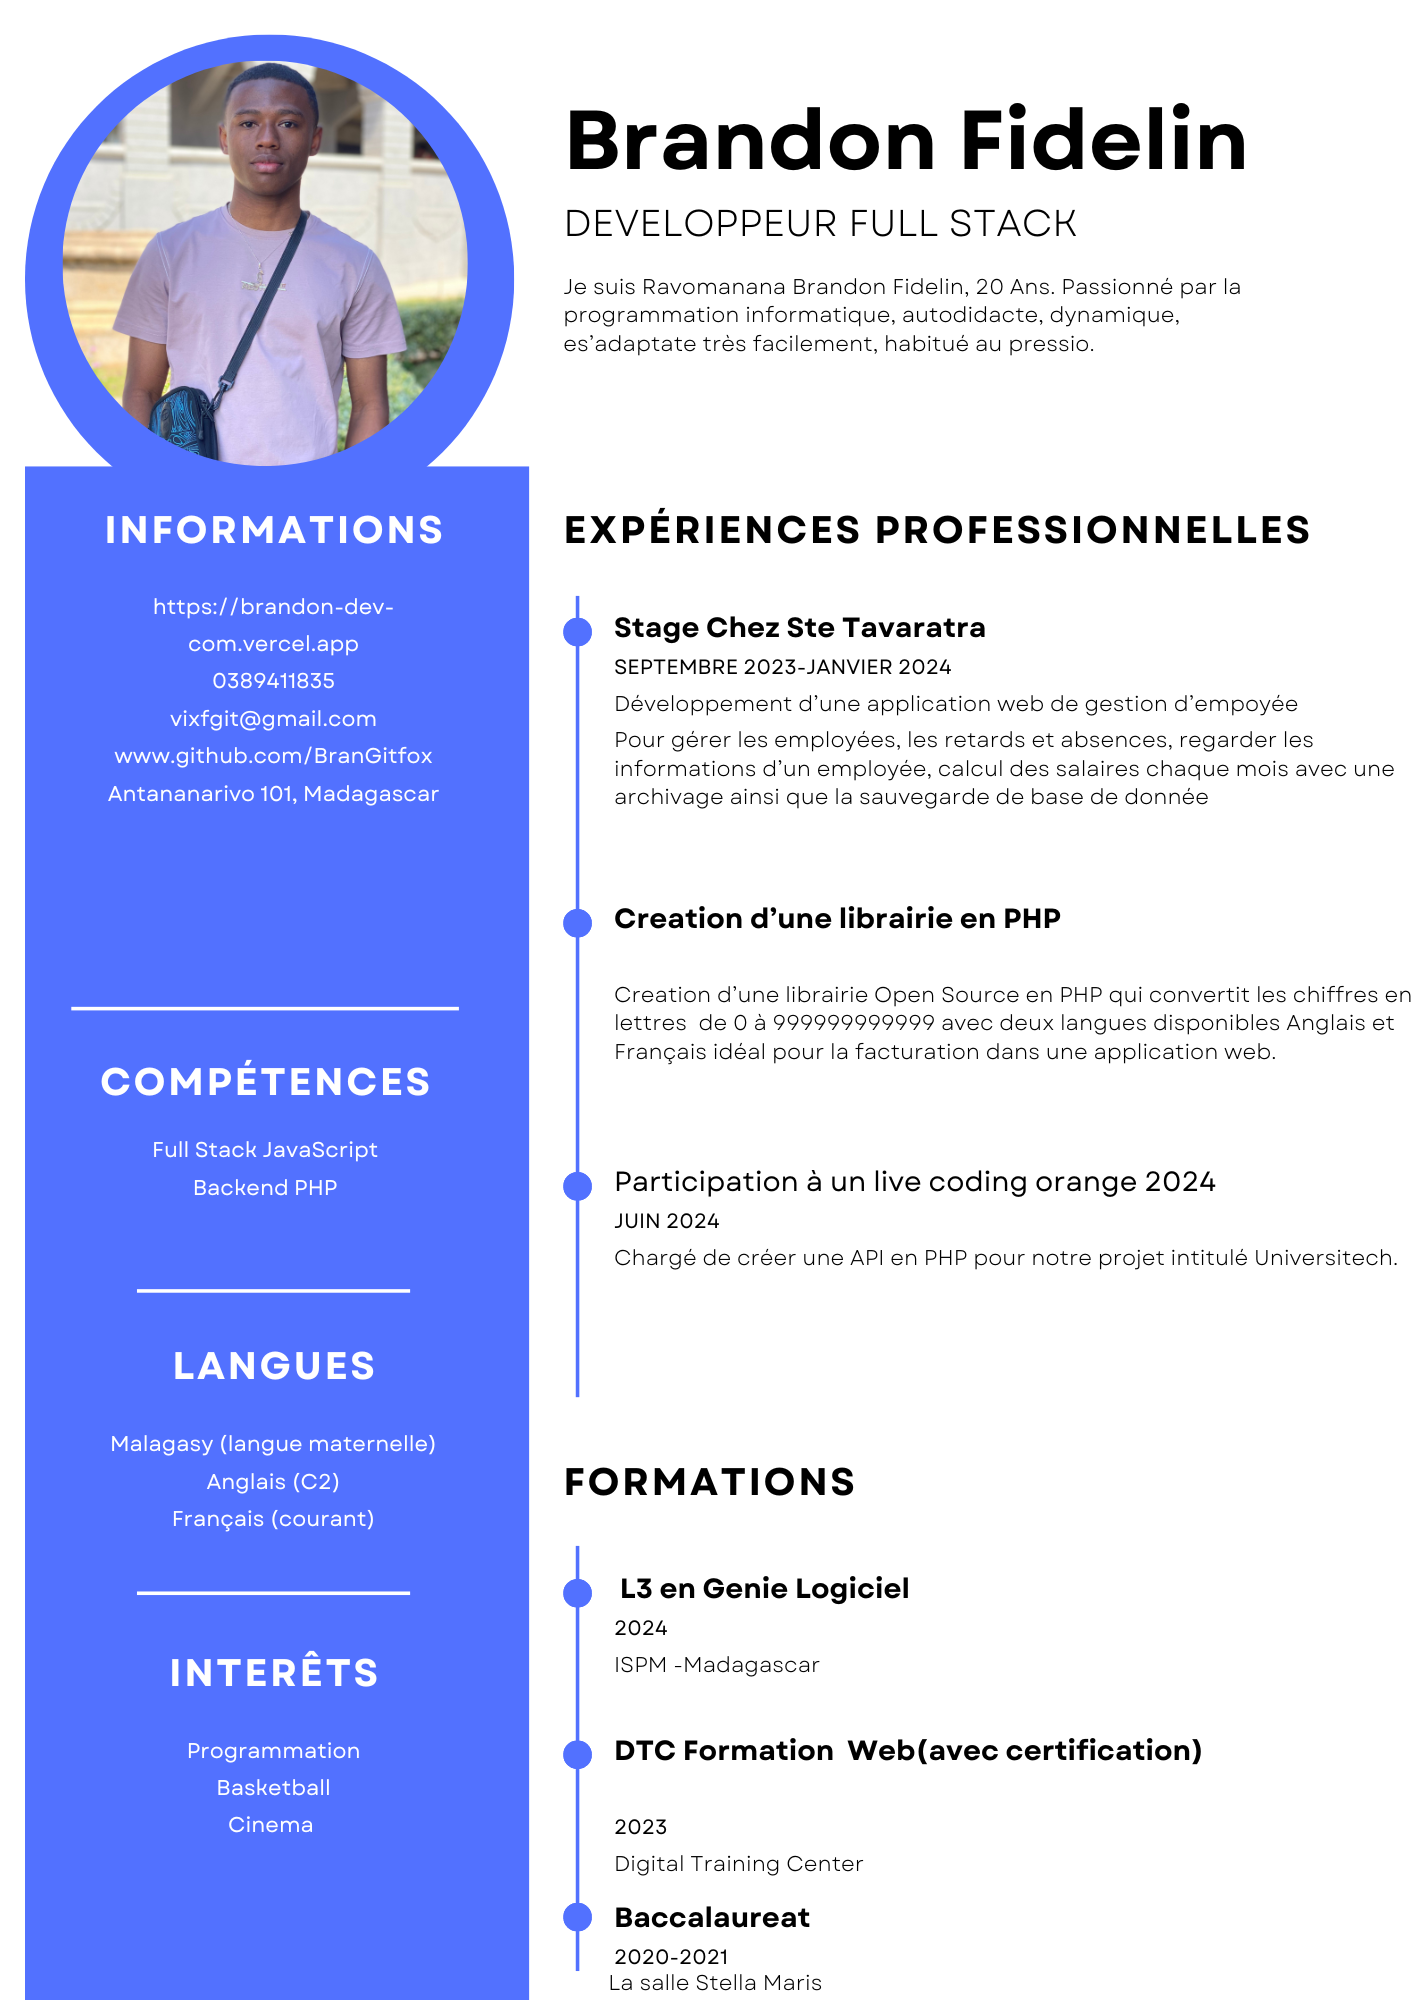 Brandon Fidelin
DEVELOPPEUR FULL STACK
Je suis Ravomanana Brandon Fidelin, 20 Ans. Passionné par la
programmation informatique, autodidacte, dynamique,
es’adaptate très facilement, habitué au pressio.
INFORMATIONS
https://brandon-dev-
com.vercel.app
0389411835
vixfgit@gmail.com
www.github.com/BranGitfox
Antananarivo 101, Madagascar
COMPÉTENCES
Full Stack JavaScript
Backend PHP
LANGUES
Malagasy (langue maternelle)
Anglais (C2)
Français (courant)
INTERÊTS
Programmation
Basketball
Cinema
EXPÉRIENCES PROFESSIONNELLES
Stage Chez Ste Tavaratra
SEPTEMBRE 2023-JANVIER 2024
Développement d’une application web de gestion d’empoyée
Pour gérer les employées, les retards et absences, regarder les
informations d’un employée, calcul des salaires chaque mois avec une
archivage ainsi que la sauvegarde de base de donnée
Creation d’une librairie en PHP
Creation d’une librairie Open Source en PHP qui convertit les chiffres en
lettres  de 0 à 999999999999 avec deux langues disponibles Anglais et
Français idéal pour la facturation dans une application web.
Participation à un live coding orange 2024
JUIN 2024
Chargé de créer une API en PHP pour notre projet intitulé Universitech.
FORMATIONS
L3 en Genie Logiciel
2024
ISPM -Madagascar
DTC Formation  Web(avec certification)
2023
Digital Training Center
Baccalaureat
2020-2021
La salle Stella Maris